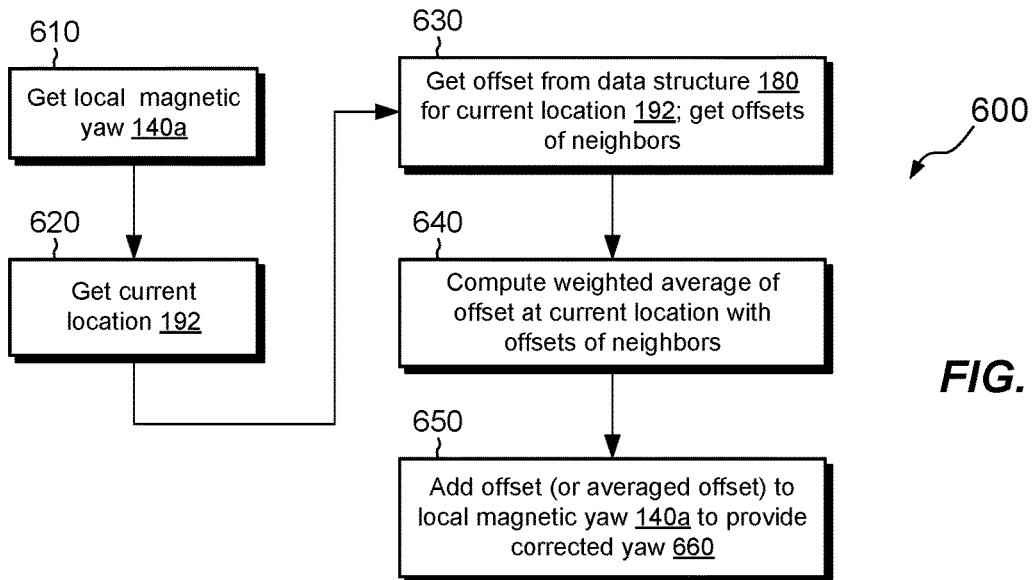 610
Get local magnetic
yaw 140a
620
Get current
location 192
630
Get offset from data structure 180
for current location 192; get offsets
of neighbors
640
Compute weighted average of
offset at current location with
offsets of neighbors
650
Add offset (or averaged offset) to
local magnetic yaw 140a to provide
corrected yaw 660
600
FIG.